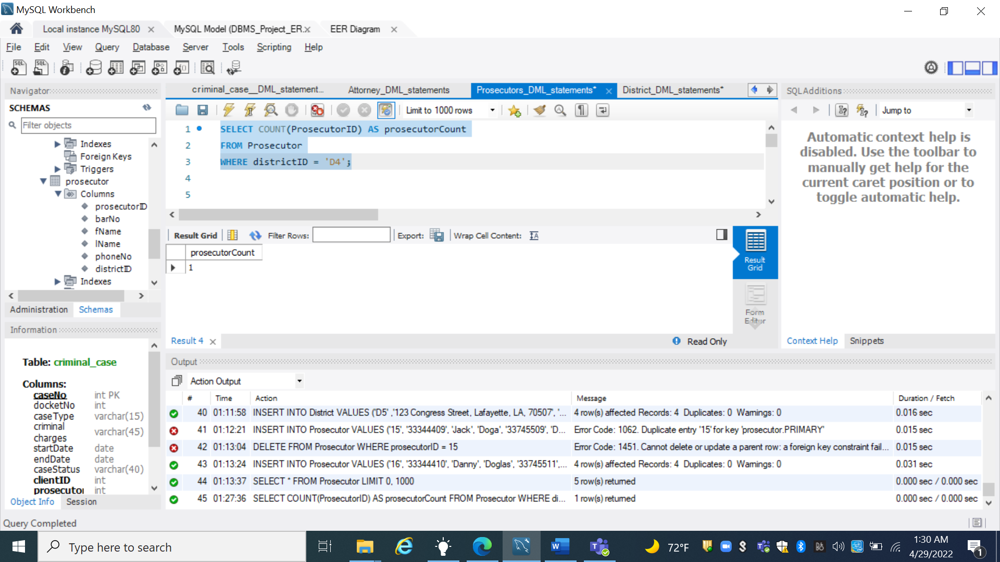 MySQL Workbench
Local instance MySQL80
MySQL Model (DBMS_Project_ER.
EER Diagram
File Edit View Query Database Server Tools Scripting Help
Navigator
criminal_case__DML_statement...
Attorney_DML_statements
Prosecutors_DML_statements*
District_DML_statements*
SQLAdditions
SCHEMAS
Limit to 1000 rows
Jump to
Filter objects
Indexes
Foreign Keys
Triggers
prosecutor
Columns
prosecutorID
barNo
fName
lName
phoneNo
districtID
Indexes
1 SELECT COUNT(ProsecutorID) AS prosecutorCount
2 FROM Prosecutor
3 WHERE districtID = 'D4';
4
5
Automatic context help is
disabled. Use the toolbar to
manually get help for the
current caret position or to
toggle automatic help.
Result Grid
Filter Rows:
Export:
Wrap Cell Content:
prosecutorCount
1
Result
Grid
Form
Editor
Administration Schemas
Information
Result 4
Read Only
Context Help Snippets
Table: criminal_case
Columns:
caseNo int PK
docketNo int
caseType varchar(15)
criminal
charges varchar(45)
startDate date
endDate date
caseStatus varchar(40)
clientID int
prosecutor int
Object Info Session
Output
Action Output
# Time Action Message Duration / Fetch
40 01:11:58 INSERT INTO District VALUES ('D5' ,'123 Congress Street, Lafayette, LA, 70507', '... 4 row(s) affected Records: 4 Duplicates: 0 Warnings: 0 0.016 sec
41 01:12:21 INSERT INTO Prosecutor VALUES ('15', '33344409', 'Jack', 'Doga', '33745509', 'D... Error Code: 1062. Duplicate entry '15' for key 'prosecutor.PRIMARY' 0.015 sec
42 01:13:04 DELETE FROM Prosecutor WHERE prosecutorID = 15 Error Code: 1451. Cannot delete or update a parent row: a foreign key constraint fail... 0.015 sec
43 01:13:24 INSERT INTO Prosecutor VALUES ('16', '33344410', 'Danny', 'Doglas', '33745511',... 4 row(s) affected Records: 4 Duplicates: 0 Warnings: 0 0.031 sec
44 01:13:37 SELECT * FROM Prosecutor LIMIT 0, 1000 5 row(s) returned 0.000 sec / 0.000 sec
45 01:27:36 SELECT COUNT(ProsecutorID) AS prosecutorCount FROM Prosecutor WHERE di... 1 row(s) returned 0.000 sec / 0.000 sec
Query Completed
Type here to search
72°F
1:30 AM
4/29/2022
1